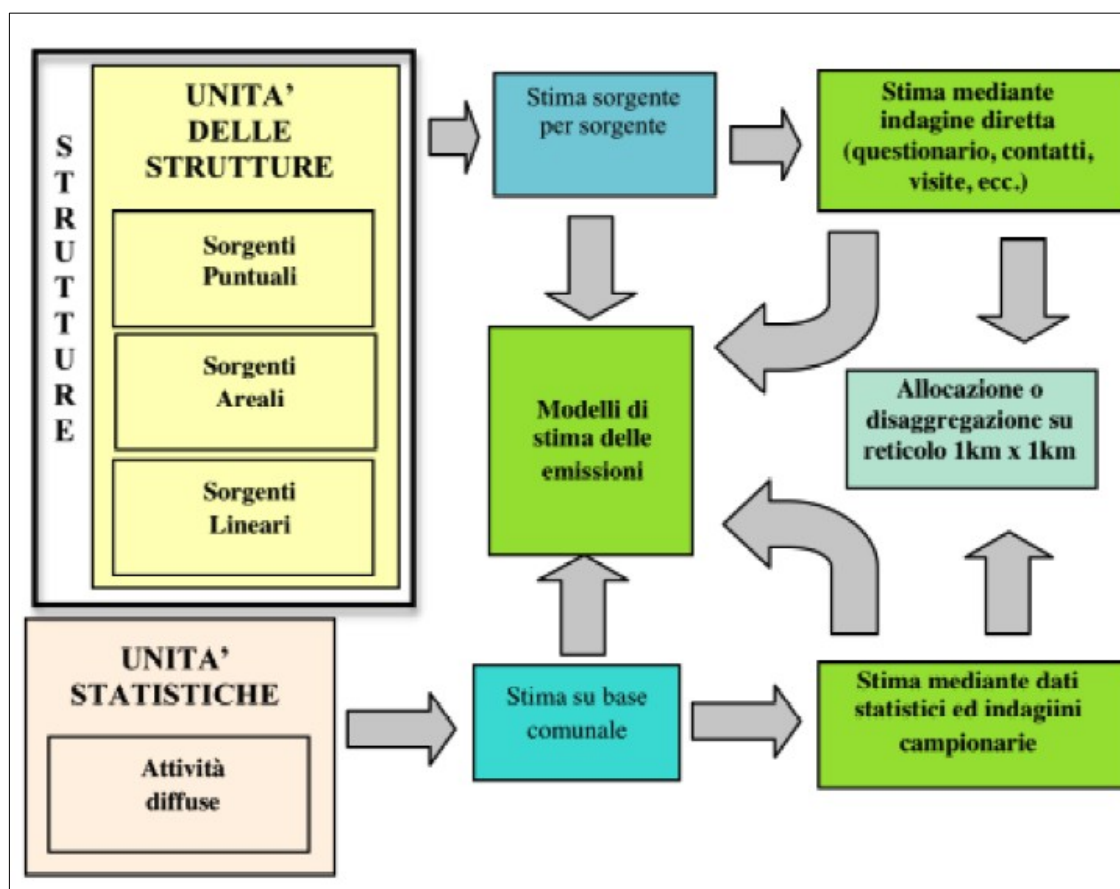 STRUTTURE
UNITA’
DELLE
STRUTTURE
Sorgenti
Puntuali
Sorgenti
Areali
Sorgenti
Lineari
Stima sorgente
per sorgente
Stima mediante
indagine diretta
(questionario, contatti,
visite, ecc.)
Modelli di
stima delle
emissioni
Allocazione o
disaggregazione su
reticolo 1km x 1km
UNITA’
STATISTICHE
Attività
diffuse
Stima su base
comunale
Stima mediante dati
statistici ed indagiini
campionarie